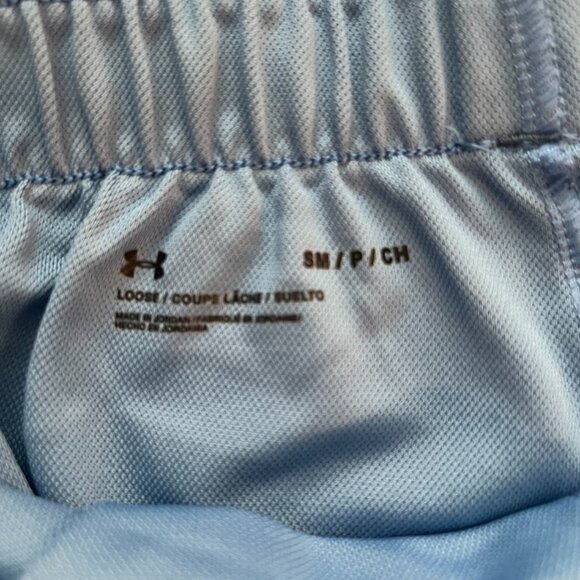 SM / P / CH
LOOSE / COUPE LÂCHE / SUELTO
MADE IN JORDAN / FABRIQUÉ EN JORDANIE/
HECHO EN JORDANIA